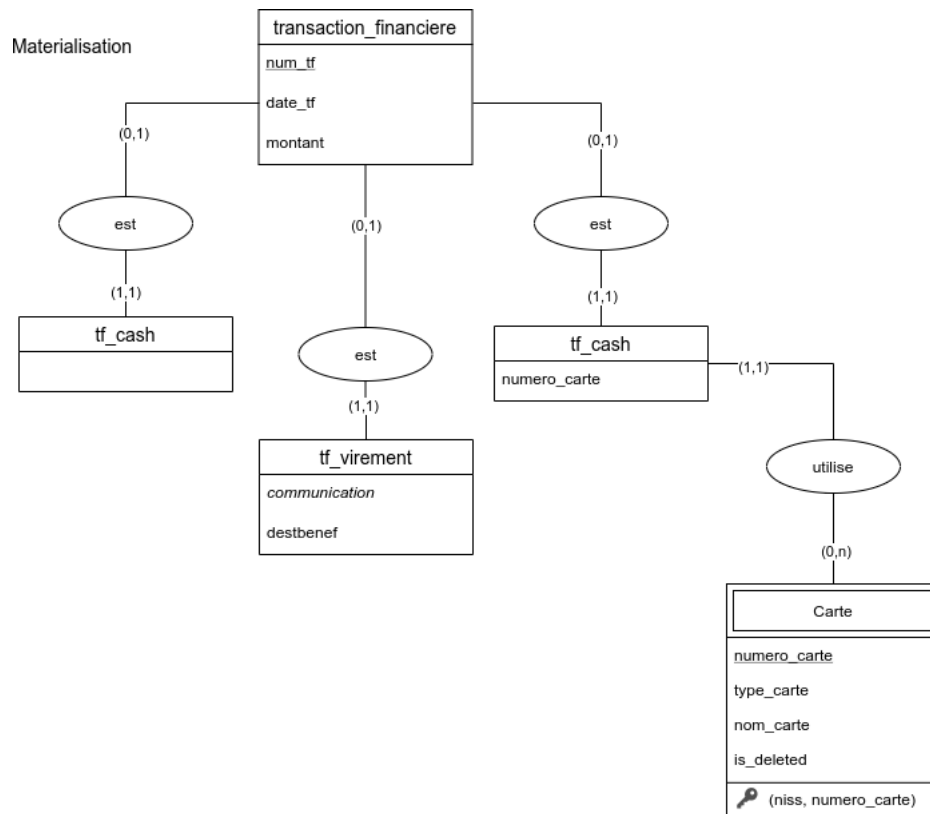 transaction_financiere
Materialisation
num_tf
date_tf
montant
(0,1)
(0,1)
(0,1)
est
est
(1,1)
(1,1)
tf_cash
tf_cash
numero_carte
est
(1,1)
(1,1)
tf_virement
communication
destbenef
utilise
(0,n)
Carte
numero_carte
type_carte
nom_carte
is_deleted
(niss, numero_carte)